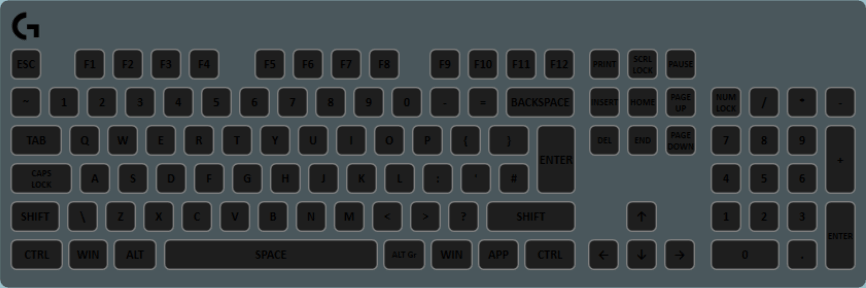 ESC F1 F2 F3 F4 F5 F6 F7 F8 F9 F10 F11 F12 PRINT SCRL LOCK PAUSE
~ 1 2 3 4 5 6 7 8 9 0 - = BACKSPACE INSERT HOME PAGE UP NUM LOCK / * -
TAB Q W E R T Y U I O P ( ) ENTER DEL END PAGE DOWN 7 8 9 +
CAPS LOCK A S D F G H J K L : ' # 4 5 6
SHIFT \ Z X C V B N M < > ? SHIFT ↑ 1 2 3 ENTER
CTRL WIN ALT SPACE ALT Gr WIN APP CTRL ← ↓ → 0 .